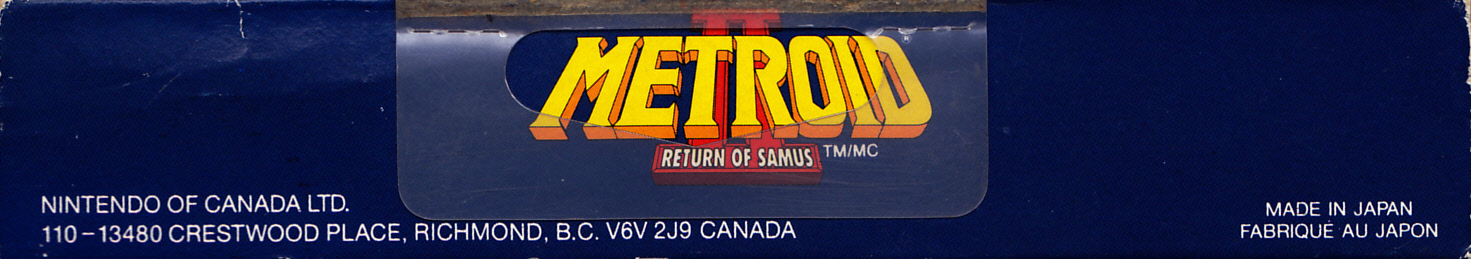 II
METROID®
RETURN OF SAMUS TM/MC
NINTENDO OF CANADA LTD.
110-13480 CRESTWOOD PLACE, RICHMOND, B.C. V6V 2J9 CANADA
MADE IN JAPAN
FABRIQUÉ AU JAPON